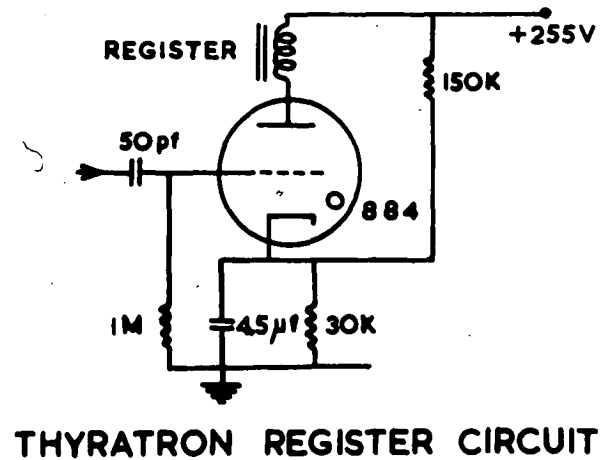 REGISTER
+255V
150K
50pf
884
1M
4.5µf
30K
THYRATRON REGISTER CIRCUIT